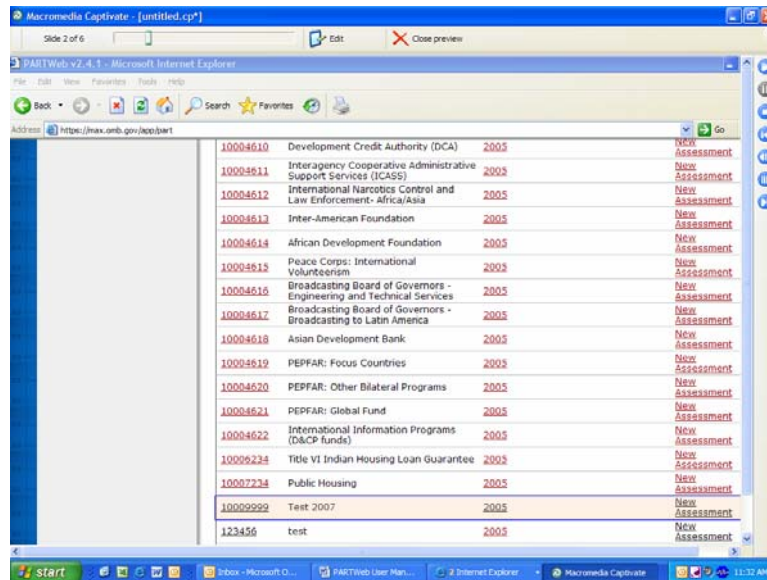 Macromedia Captivate - [untitled.cp*]
Slide 2 of 6 Edit Close preview
PARTWeb v2.4.1 - Microsoft Internet Explorer
File Edit View Favorites Tools Help
Back Search Favorites
Address https://max.omb.gov/app/part Go
10004610 Development Credit Authority (DCA) 2005 New Assessment
10004611 Interagency Cooperative Administrative Support Services (ICASS) 2005 New Assessment
10004612 International Narcotics Control and Law Enforcement- Africa/Asia 2005 New Assessment
10004613 Inter-American Foundation 2005 New Assessment
10004614 African Development Foundation 2005 New Assessment
10004615 Peace Corps: International Volunteerism 2005 New Assessment
10004616 Broadcasting Board of Governors - Engineering and Technical Services 2005 New Assessment
10004617 Broadcasting Board of Governors - Broadcasting to Latin America 2005 New Assessment
10004618 Asian Development Bank 2005 New Assessment
10004619 PEPFAR: Focus Countries 2005 New Assessment
10004620 PEPFAR: Other Bilateral Programs 2005 New Assessment
10004621 PEPFAR: Global Fund 2005 New Assessment
10004622 International Information Programs (D&CP funds) 2005 New Assessment
10006234 Title VI Indian Housing Loan Guarantee 2005 New Assessment
10007234 Public Housing 2005 New Assessment
10009999 Test 2007 2005 New Assessment
123456 test 2005 New Assessment
start Inbox - Microsoft O... PARTWeb User Man... 3 Internet Explorer Macromedia Captivate 11:32 AM